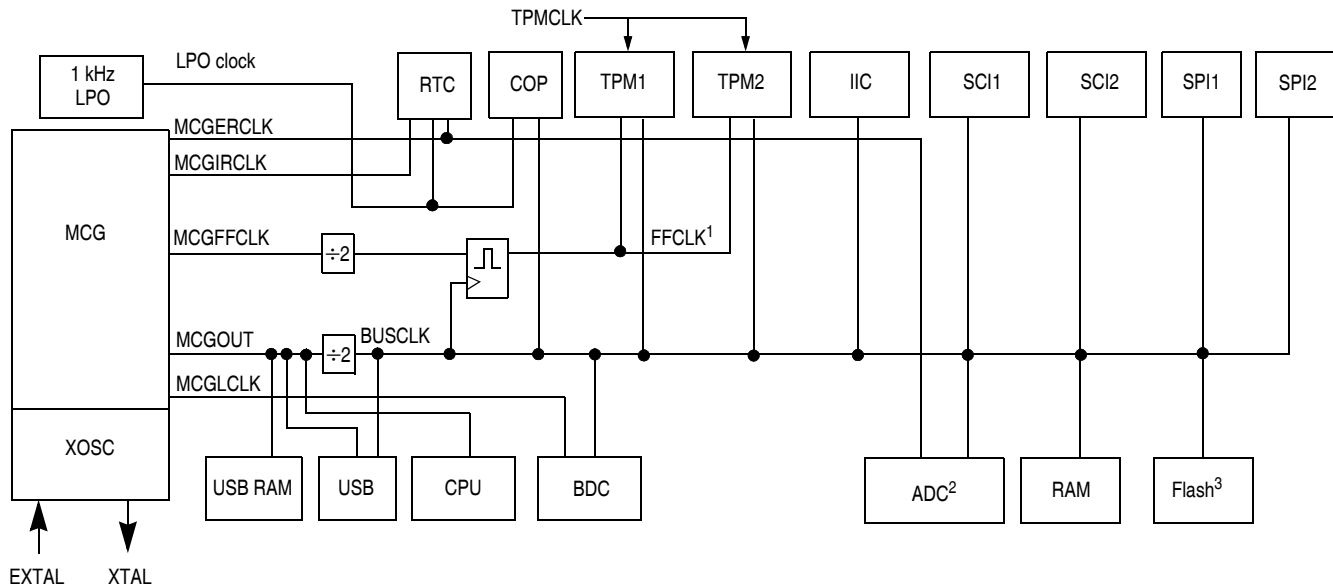 TPMCLK
1 kHz
LPO
LPO clock
RTC
COP
TPM1
TPM2
IIC
SCI1
SCI2
SPI1
SPI2
MCGERCLK
MCGIRCLK
MCG
MCGFFCLK
÷2
FFCLK¹
MCGOUT
÷2
BUSCLK
MCGLCLK
XOSC
USB RAM
USB
CPU
BDC
ADC²
RAM
Flash³
EXTAL
XTAL